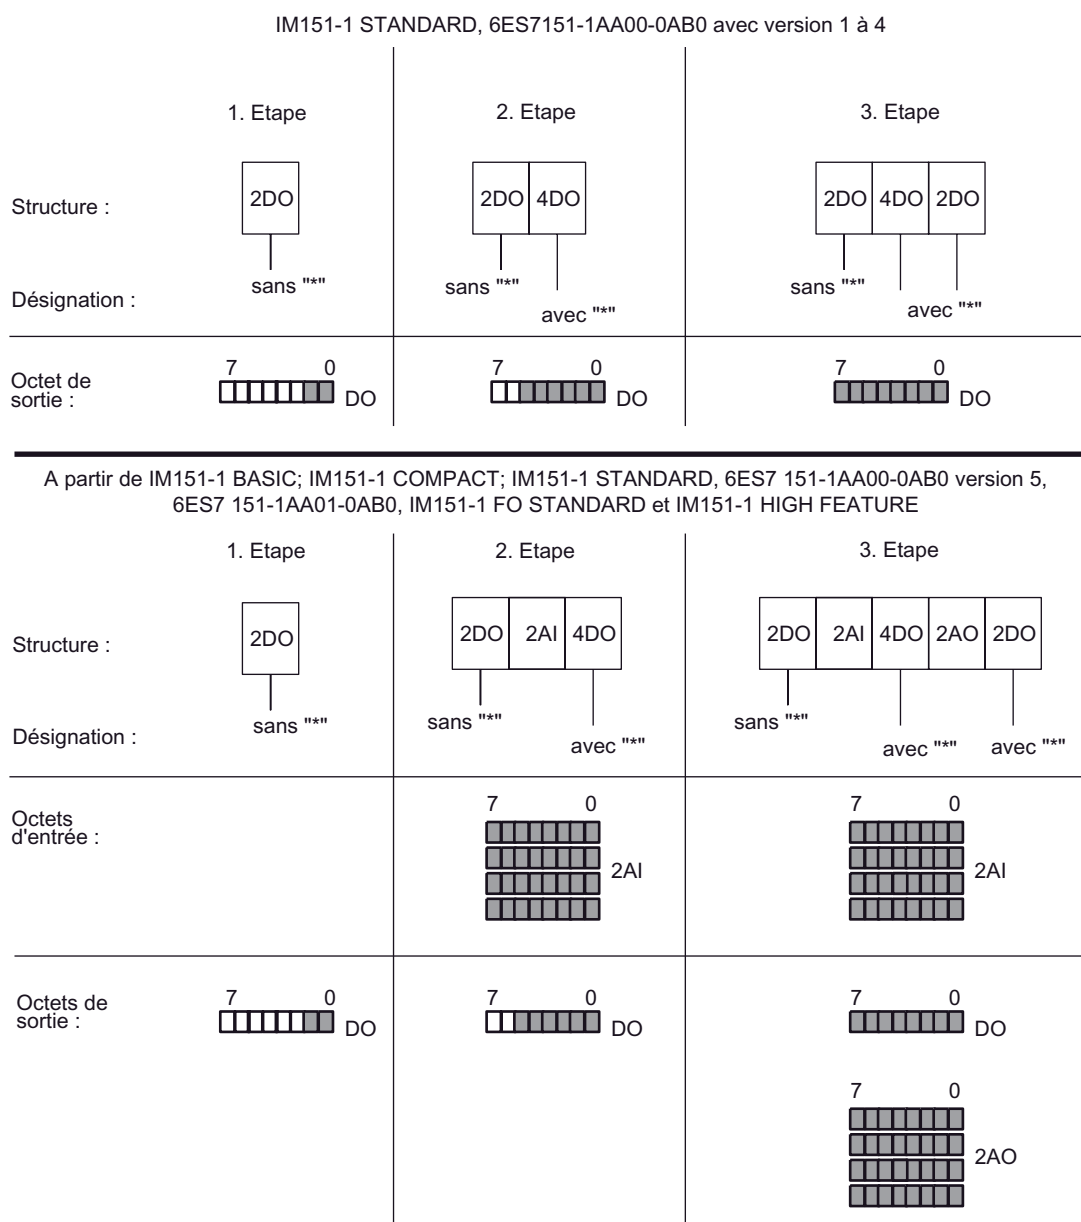 IM151-1 STANDARD, 6ES7151-1AA00-0AB0 avec version 1 à 4
1. Etape 2. Etape 3. Etape
Structure : 2DO 2DO 4DO 2DO 4DO 2DO
Désignation : sans "*" sans "*" avec "*" sans "*" avec "*"
Octet de
sortie :
7 0 DO 7 0 DO 7 0 DO
A partir de IM151-1 BASIC; IM151-1 COMPACT; IM151-1 STANDARD, 6ES7 151-1AA00-0AB0 version 5,
6ES7 151-1AA01-0AB0, IM151-1 FO STANDARD et IM151-1 HIGH FEATURE
1. Etape 2. Etape 3. Etape
Structure : 2DO 2DO 2AI 4DO 2DO 2AI 4DO 2AO 2DO
Désignation : sans "*" sans "*" avec "*" sans "*" avec "*" avec "*"
Octets
d'entrée :
7 0 2AI 7 0 2AI
Octets de
sortie :
7 0 DO 7 0 DO 7 0 DO
7 0 2AO